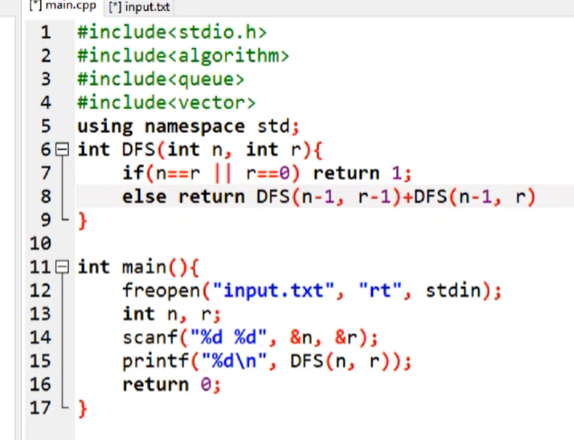 [*] main.cpp [*] input.txt
1 #include<stdio.h>
2 #include<algorithm>
3 #include<queue>
4 #include<vector>
5 using namespace std;
6 int DFS(int n, int r){
7 if(n==r || r==0) return 1;
8 else return DFS(n-1, r-1)+DFS(n-1, r)
9 }
10
11 int main(){
12 freopen("input.txt", "rt", stdin);
13 int n, r;
14 scanf("%d %d", &n, &r);
15 printf("%d\n", DFS(n, r));
16 return 0;
17 }